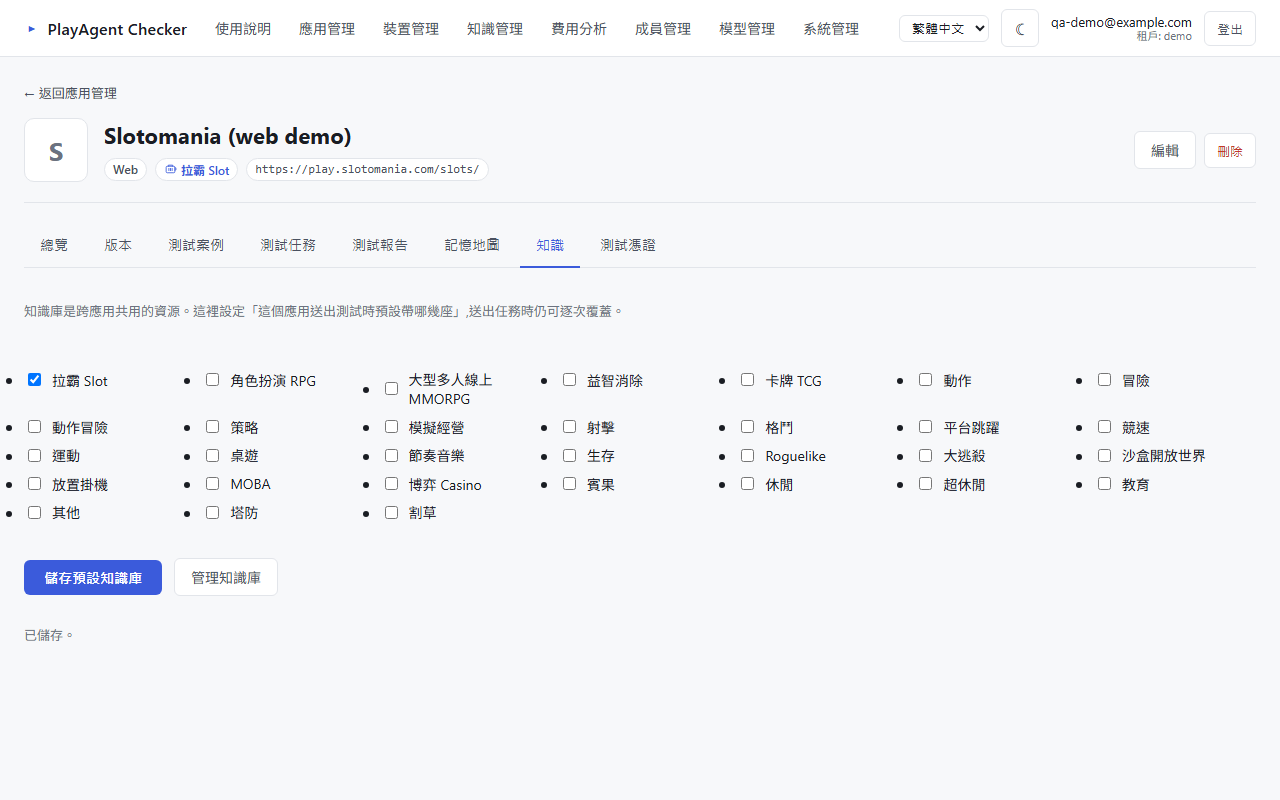 PlayAgent Checker 使用說明 應用管理 裝置管理 知識管理 費用分析 成員管理 模型管理 系統管理 繁體中文 qa-demo@example.com 登出
租戶: demo
← 返回應用管理
S
Slotomania (web demo)
Web 拉霸 Slot https://play.slotomania.com/slots/
編輯 刪除
總覽 版本 測試案例 測試任務 測試報告 記憶地圖 知識 測試憑證
知識庫是跨應用共用的資源。這裡設定「這個應用送出測試時預設帶哪幾座」,送出任務時仍可逐次覆蓋。
拉霸 Slot 角色扮演 RPG 大型多人線上 MMORPG 益智消除 卡牌 TCG 動作 冒險
動作冒險 策略 模擬經營 射擊 格鬥 平台跳躍 競速
運動 桌遊 節奏音樂 生存 Roguelike 大逃殺 沙盒開放世界
放置掛機 MOBA 博弈 Casino 賓果 休閒 超休閒 教育
其他 塔防 割草
儲存預設知識庫 管理知識庫
已儲存。